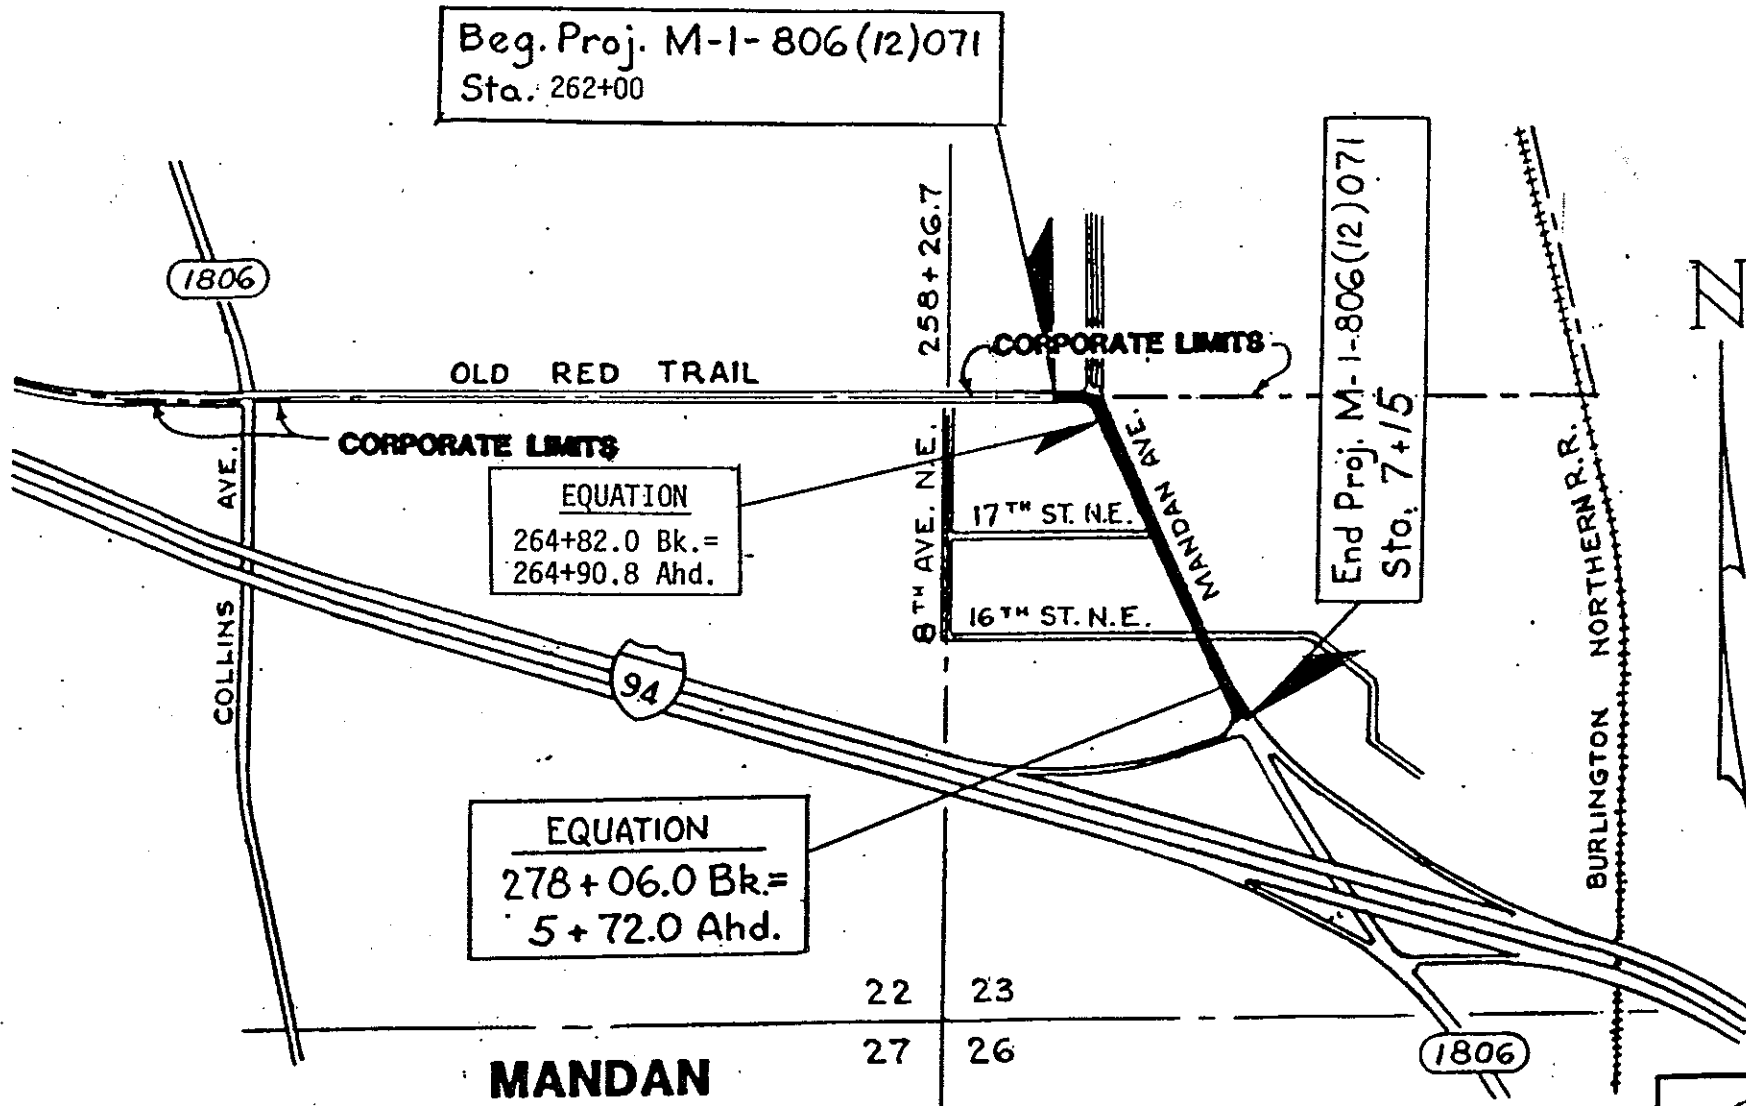 Beg. Proj. M-1-806(12)071
Sta. 262+00
1806
258+26.7
End Proj. M-1-806(12)071
Sta. 7+15
N
CORPORATE LIMITS
OLD RED TRAIL
CORPORATE LIMITS
EQUATION
264+82.0 Bk.=
264+90.8 Ahd.
COLLINS AVE.
8TH AVE. N.E.
17TH ST. N.E.
16TH ST. N.E.
MANDAN AVE.
BURLINGTON NORTHERN R.R.
94
EQUATION
278+06.0 Bk.=
5+72.0 Ahd.
22 23
27 26
1806
MANDAN